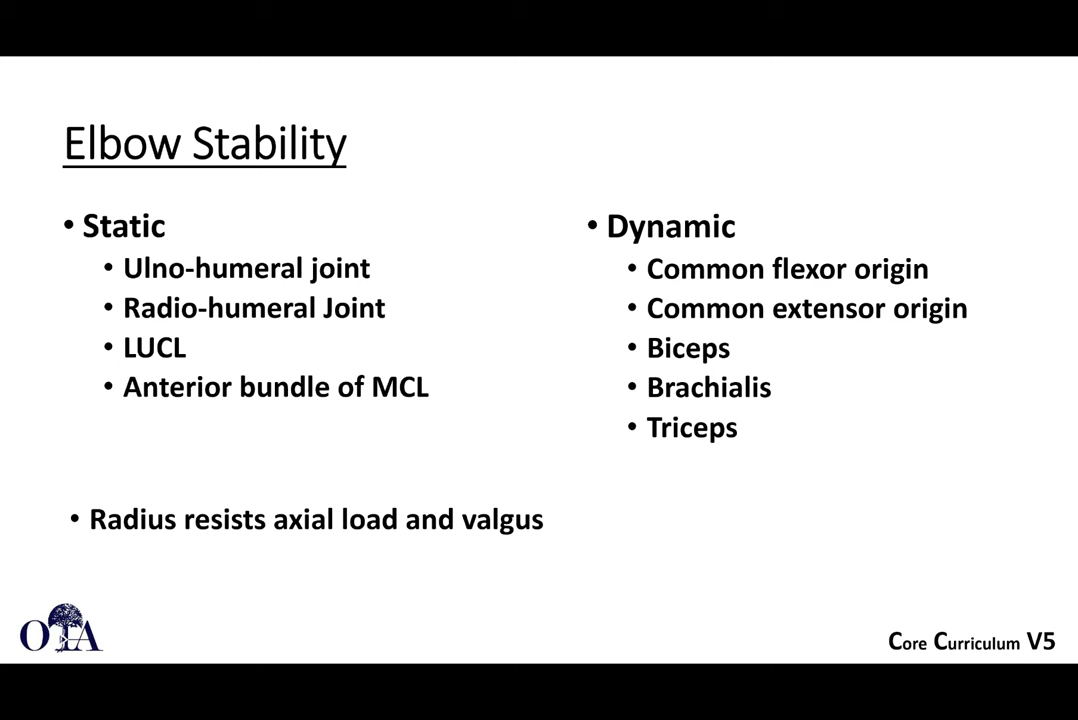 Elbow Stability
• Static
• Ulno-humeral joint
• Radio-humeral Joint
• LUCL
• Anterior bundle of MCL
• Dynamic
• Common flexor origin
• Common extensor origin
• Biceps
• Brachialis
• Triceps
• Radius resists axial load and valgus
OTA
Core Curriculum V5